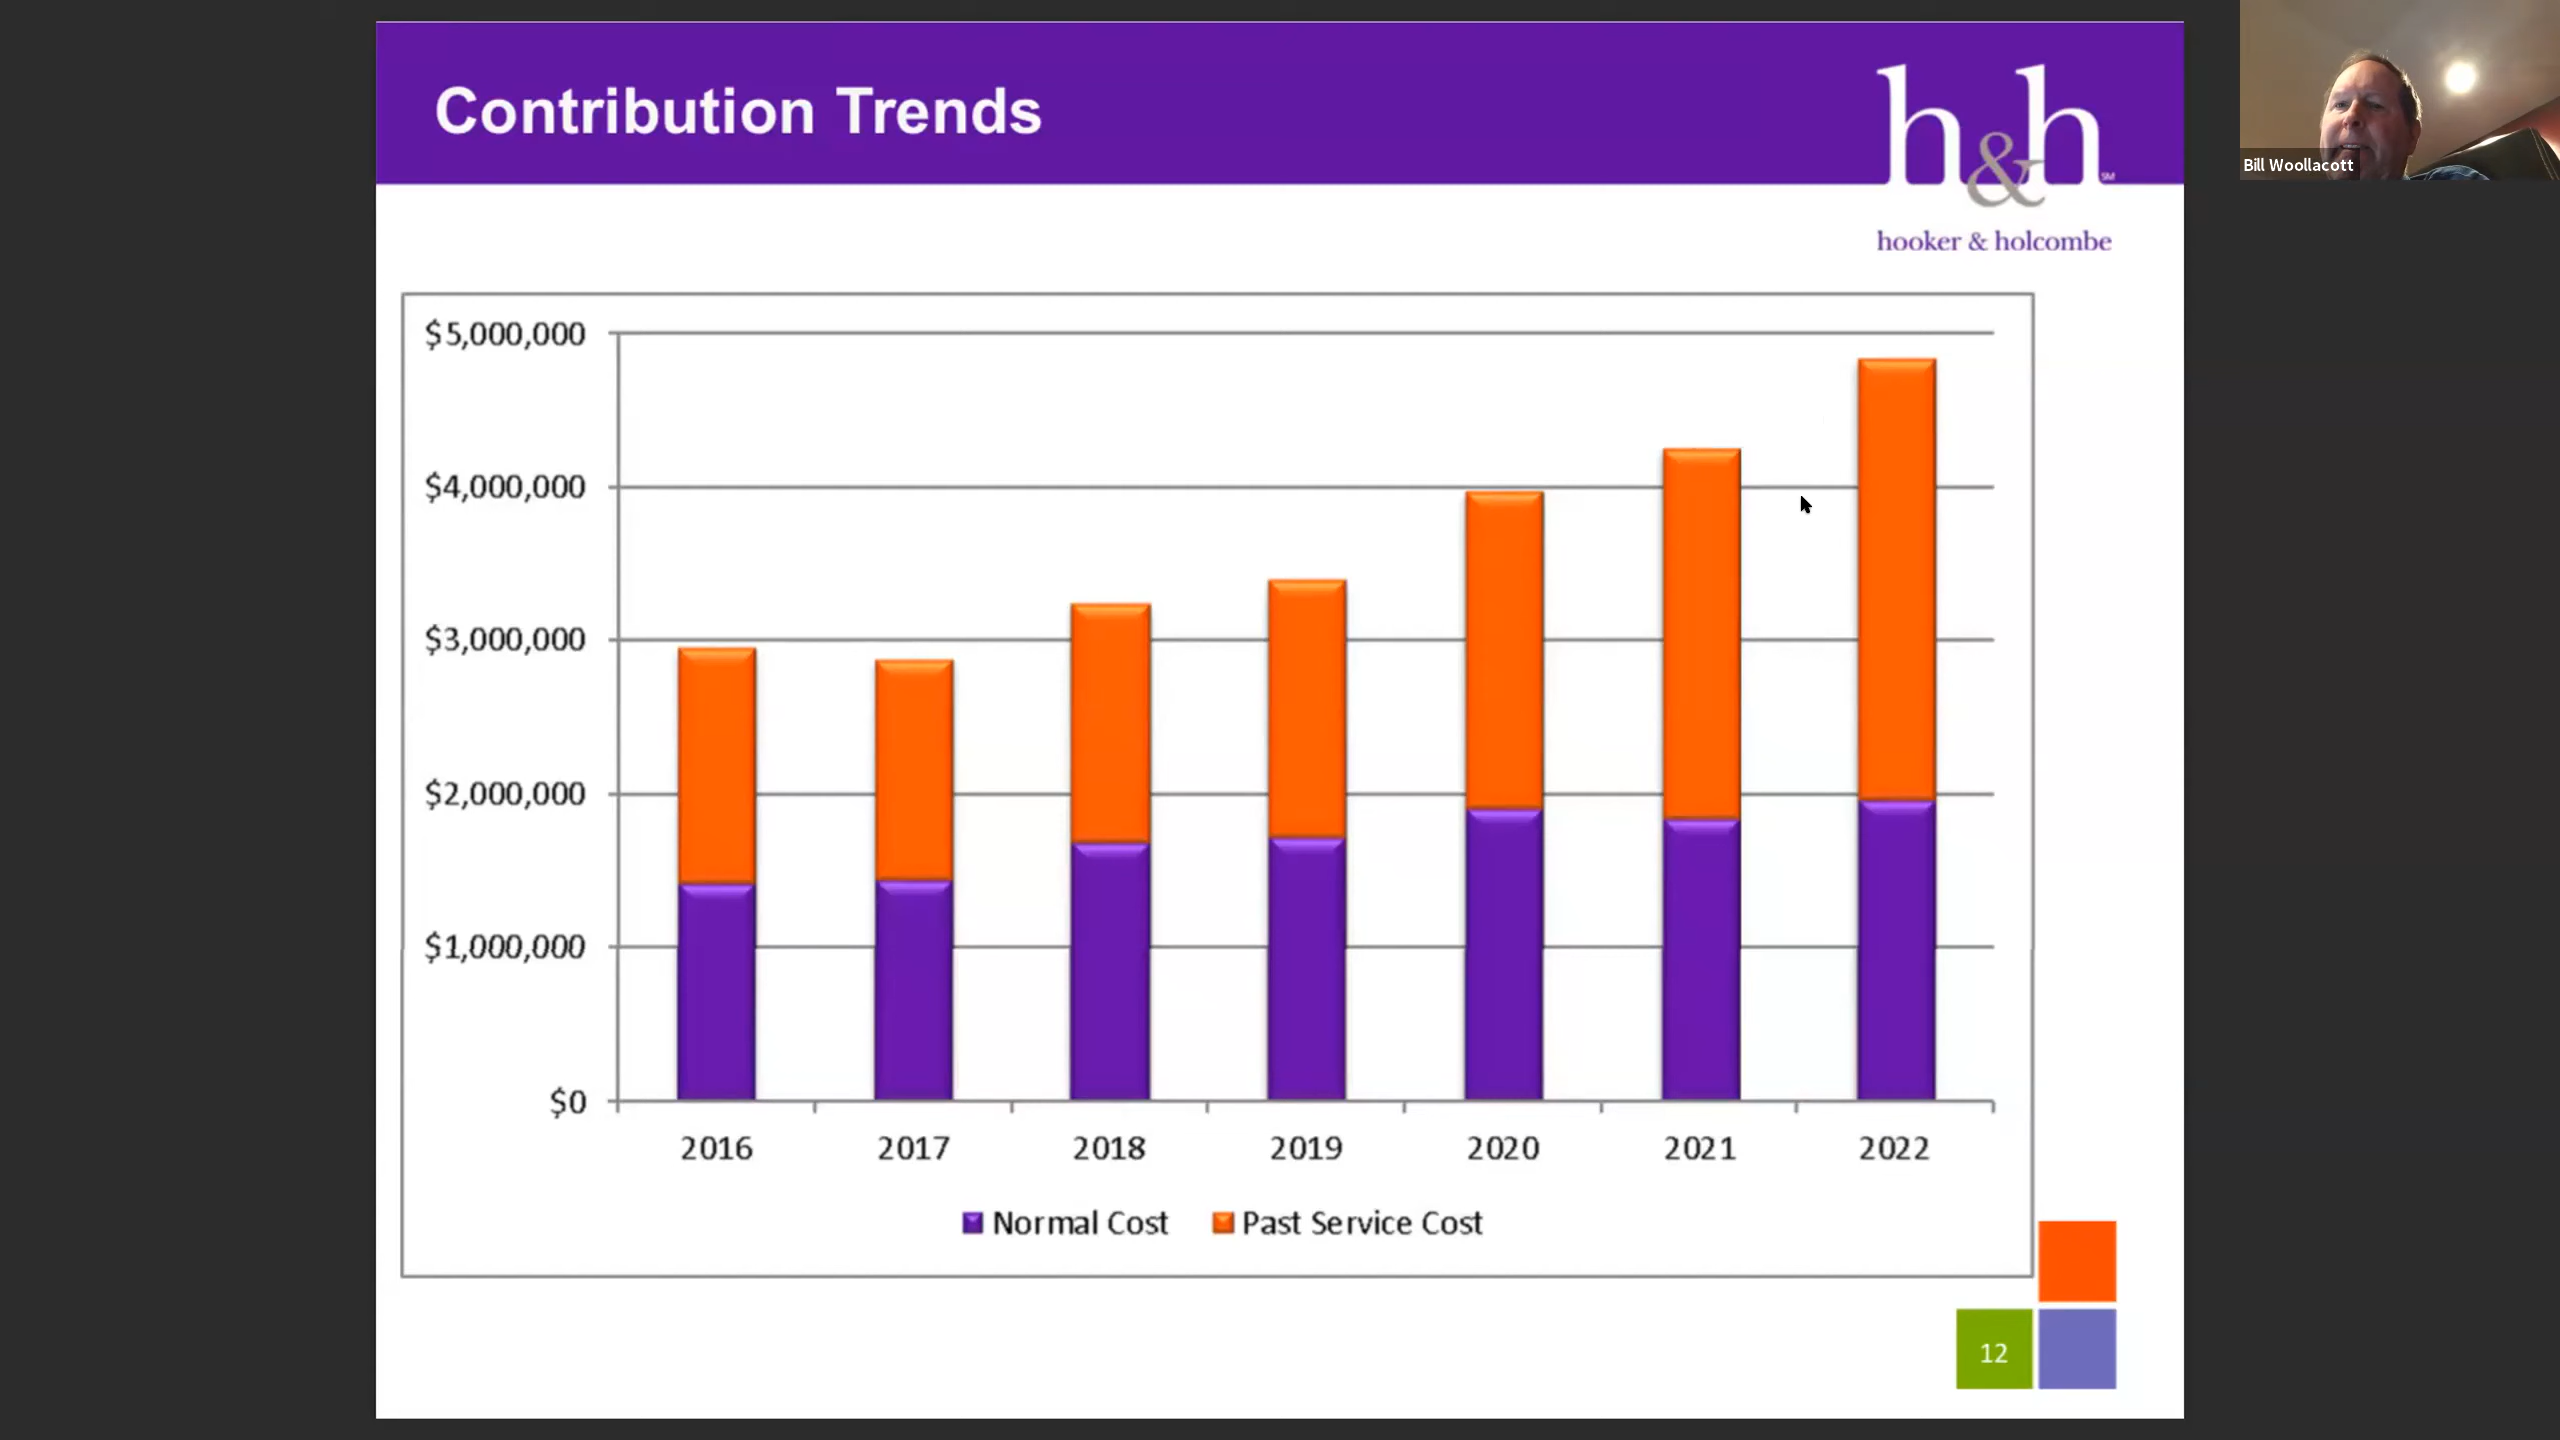 Contribution Trends
h&h
SM
hooker & holcombe
Bill Woollacott
$5,000,000
$4,000,000
$3,000,000
$2,000,000
$1,000,000
$0
2016 2017 2018 2019 2020 2021 2022
Normal Cost Past Service Cost
12